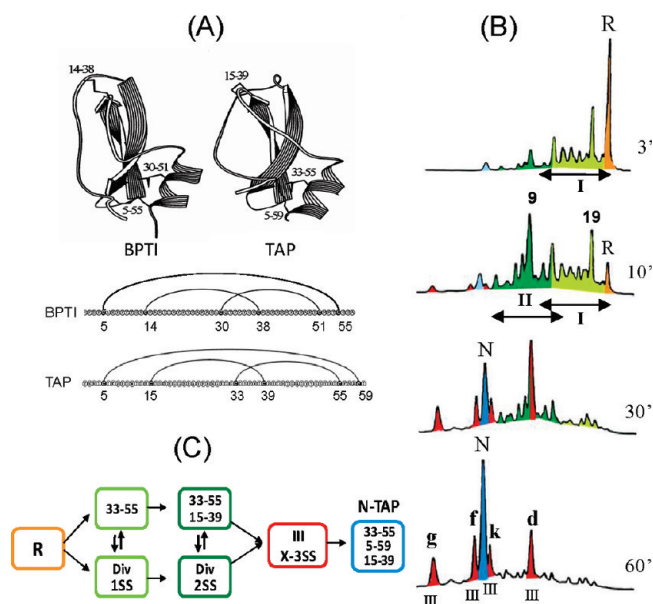 (A)
14-38
30-51
5-55
BPTI
15-39
33-55
5-59
TAP
BPTI
5 14 30 38 51 55
TAP
5 15 33 39 55 59
(B)
R
3'
I
9
19
R
10'
II
I
N
30'
N
g
f
k
d
60'
III
III
III
III
(C)
R
33-55
Div
1SS
33-55
15-39
Div
2SS
III
X-3SS
N-TAP
33-55
5-59
15-39